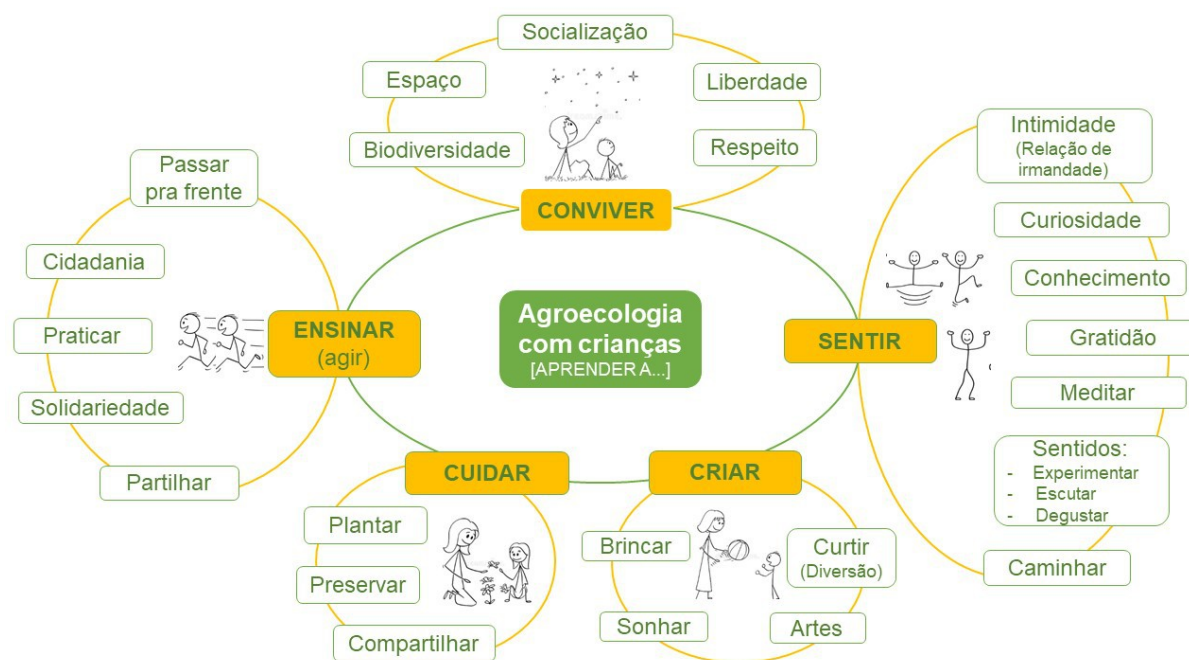 Agroecologia
com crianças
[APRENDER A...]
CONVIVER
Socialização
Espaço
Liberdade
Biodiversidade
Respeito
SENTIR
Intimidade
(Relação de
irmandade)
Curiosidade
Conhecimento
Gratidão
Meditar
Sentidos:
- Experimentar
- Escutar
- Degustar
Caminhar
CRIAR
Brincar
Curtir
(Diversão)
Sonhar
Artes
CUIDAR
Plantar
Preservar
Compartilhar
ENSINAR
(agir)
Passar
pra frente
Cidadania
Praticar
Solidariedade
Partilhar